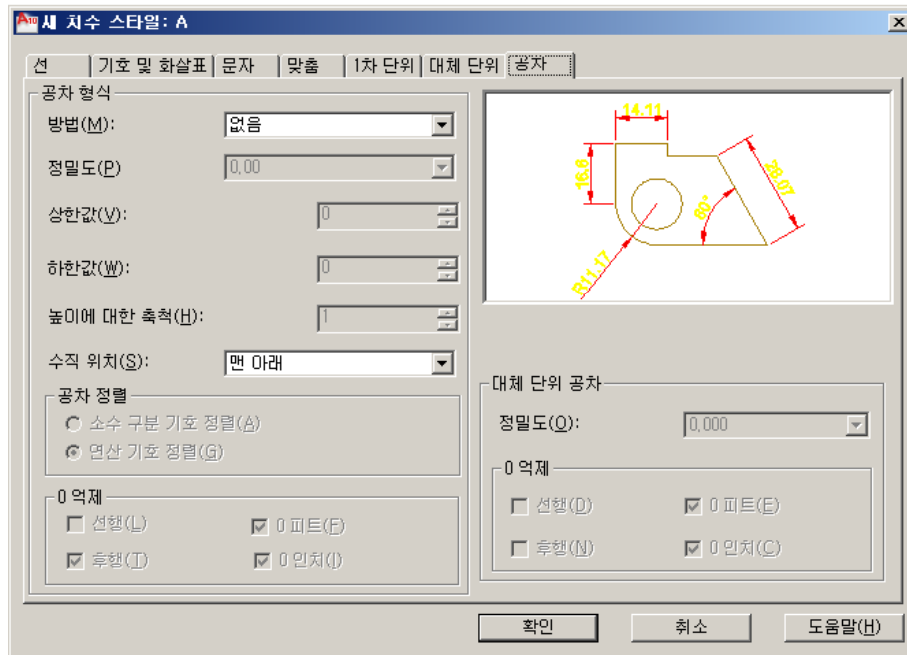 새 치수 스타일: A
선 기호 및 화살표 문자 맞춤 1차 단위 대체 단위 공차
공차 형식
방법(M): 없음
정밀도(P) 0,00
상한값(V): 0
하한값(W): 0
높이에 대한 축척(H): 1
수직 위치(S): 맨 아래
공차 정렬
소수 구분 기호 정렬(A)
연산 기호 정렬(G)
0 억제
선행(L) 0 피트(F)
후행(T) 0 인치(I)
14.11
16.6
28.07
60°
R11.17
대체 단위 공차
정밀도(O): 0,000
0 억제
선행(D) 0 피트(E)
후행(N) 0 인치(C)
확인 취소 도움말(H)